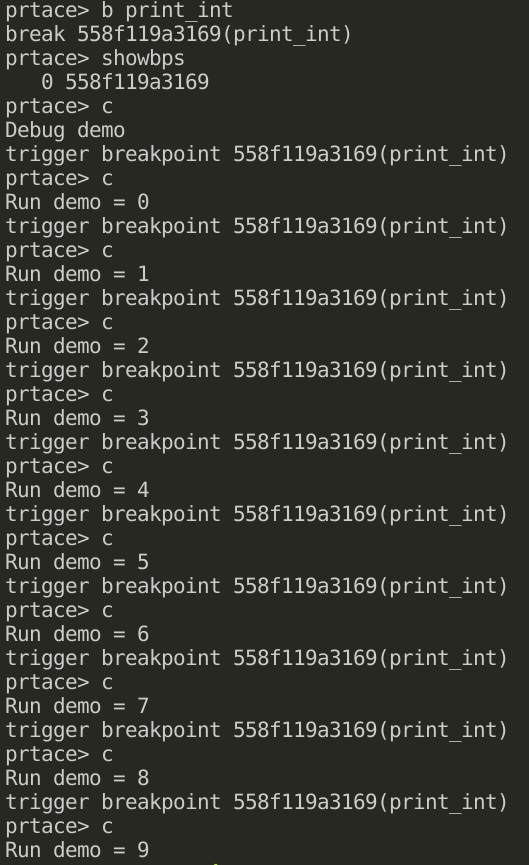 prtace> b print_int
break 558f119a3169(print_int)
prtace> showbps
   0 558f119a3169
prtace> c
Debug demo
trigger breakpoint 558f119a3169(print_int)
prtace> c
Run demo = 0
trigger breakpoint 558f119a3169(print_int)
prtace> c
Run demo = 1
trigger breakpoint 558f119a3169(print_int)
prtace> c
Run demo = 2
trigger breakpoint 558f119a3169(print_int)
prtace> c
Run demo = 3
trigger breakpoint 558f119a3169(print_int)
prtace> c
Run demo = 4
trigger breakpoint 558f119a3169(print_int)
prtace> c
Run demo = 5
trigger breakpoint 558f119a3169(print_int)
prtace> c
Run demo = 6
trigger breakpoint 558f119a3169(print_int)
prtace> c
Run demo = 7
trigger breakpoint 558f119a3169(print_int)
prtace> c
Run demo = 8
trigger breakpoint 558f119a3169(print_int)
prtace> c
Run demo = 9